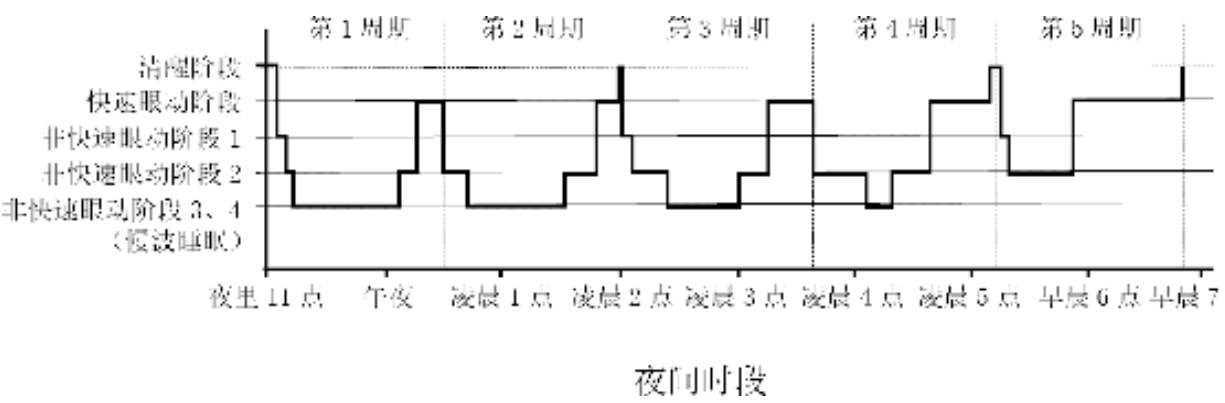 第1周期 第2周期 第3周期 第4周期 第5周期
清醒阶段
快速眼动阶段
非快速眼动阶段1
非快速眼动阶段2
非快速眼动阶段3、4
（慢波睡眠）
夜里11点 午夜 凌晨1点 凌晨2点 凌晨3点 凌晨4点 凌晨5点 早晨6点 早晨7
夜间时段